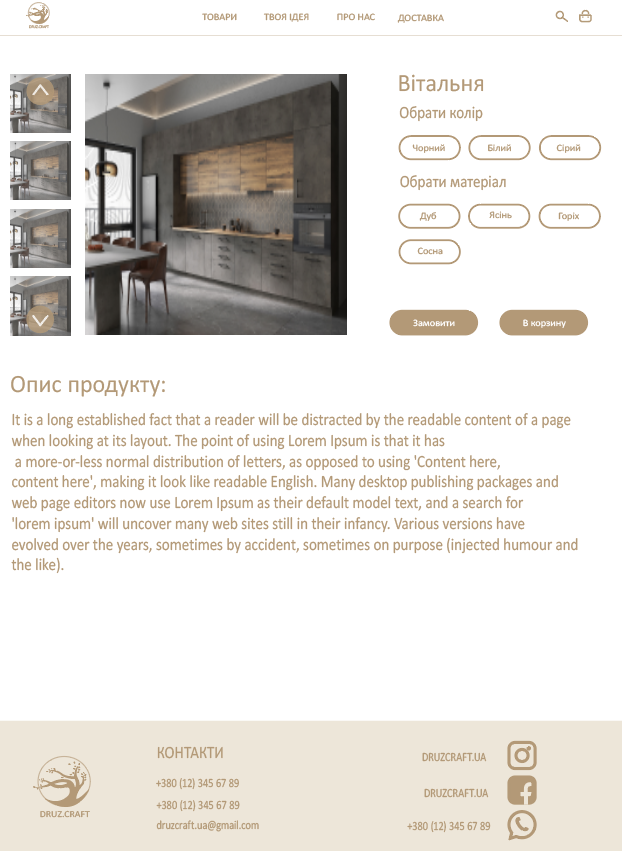 DRUZ.CRAFT
ТОВАРИ
ТВОЯ ІДЕЯ
ПРО НАС
ДОСТАВКА
Вітальня
Обрати колір
Чорний
Білий
Сірий
Обрати матеріал
Дуб
Ясінь
Горіх
Сосна
Замовити
В корзину
Опис продукту:
It is a long established fact that a reader will be distracted by the readable content of a page
when looking at its layout. The point of using Lorem Ipsum is that it has
a more-or-less normal distribution of letters, as opposed to using 'Content here,
content here', making it look like readable English. Many desktop publishing packages and
web page editors now use Lorem Ipsum as their default model text, and a search for
'lorem ipsum' will uncover many web sites still in their infancy. Various versions have
evolved over the years, sometimes by accident, sometimes on purpose (injected humour and
the like).
DRUZ.CRAFT
КОНТАКТИ
+380 (12) 345 67 89
+380 (12) 345 67 89
druzcraft.ua@gmail.com
DRUZCRAFT.UA
DRUZCRAFT.UA
+380 (12) 345 67 89